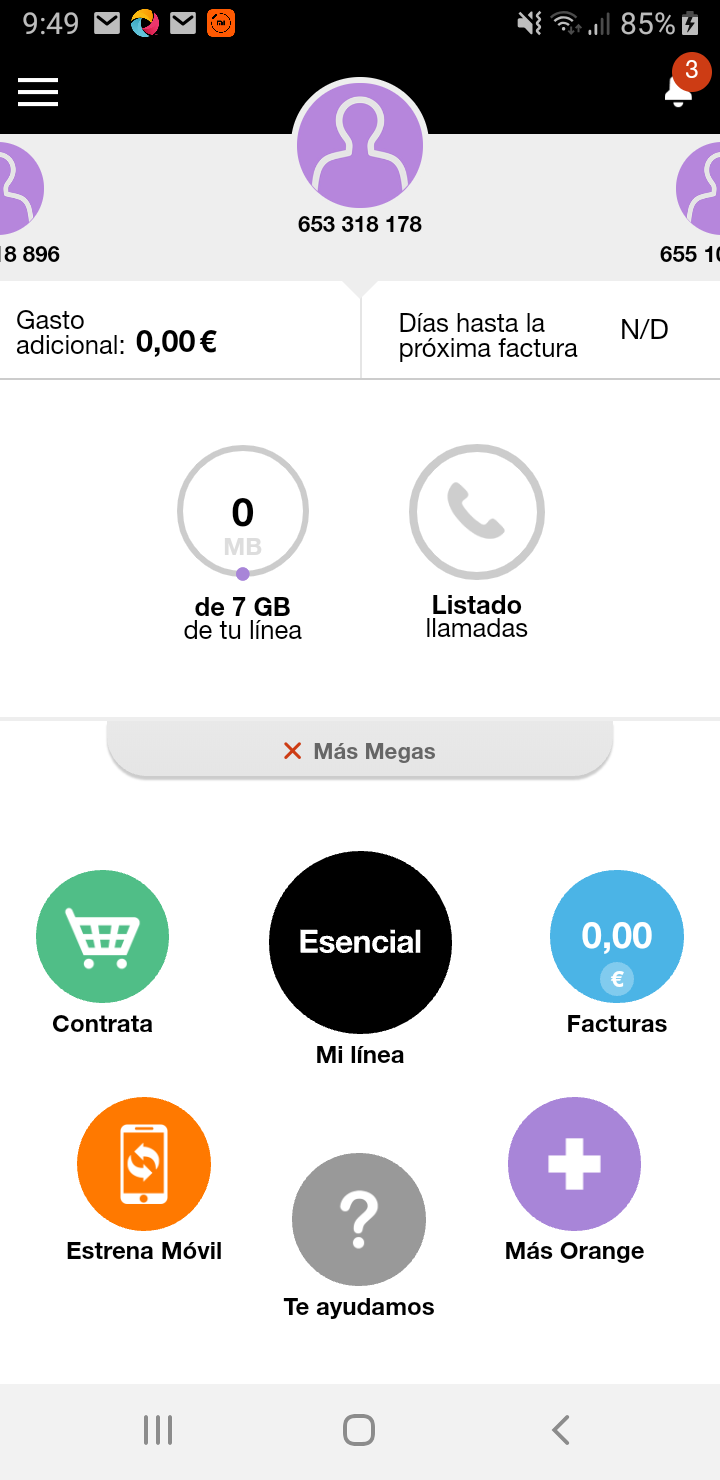 9:49
85%
3
653 318 178
18 896
655 10
Gasto
adicional: 0,00 €
Días hasta la
próxima factura
N/D
0
MB
de 7 GB
de tu línea
Listado
llamadas
Más Megas
Esencial
0,00
€
Contrata
Mi línea
Facturas
Estrena Móvil
Te ayudamos
Más Orange